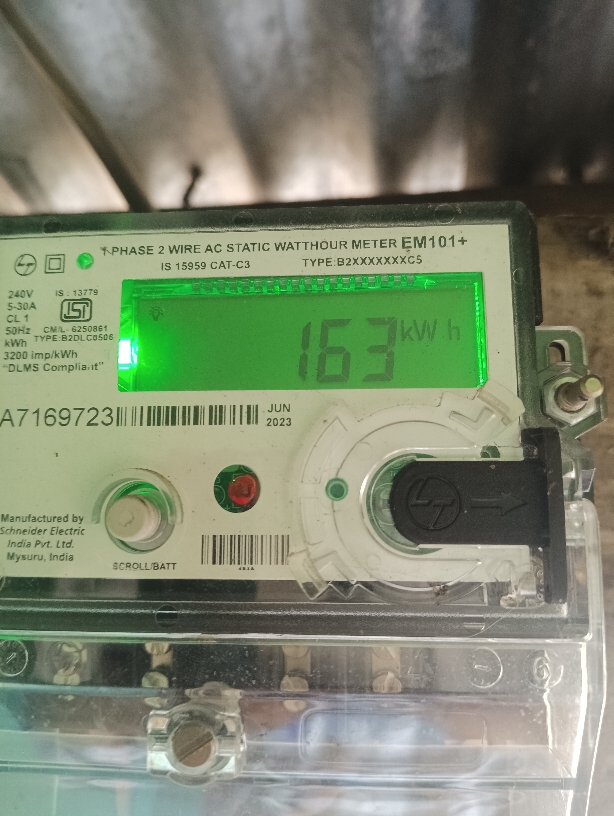 1-PHASE 2 WIRE AC STATIC WATTHOUR METER EM101+
IS 15959 CAT-C3 TYPE:B2XXXXXXXC5
240V IS : 13779
5-30A
CL 1
50Hz CM/L- 6250861
kWh TYPE:B2DLC0506
3200 imp/kWh
"DLMS Compliant"
163 kW h
A7169723 JUN
2023
Manufactured by
Schneider Electric
India Pvt. Ltd.
Mysuru, India
SCROLL/BATT